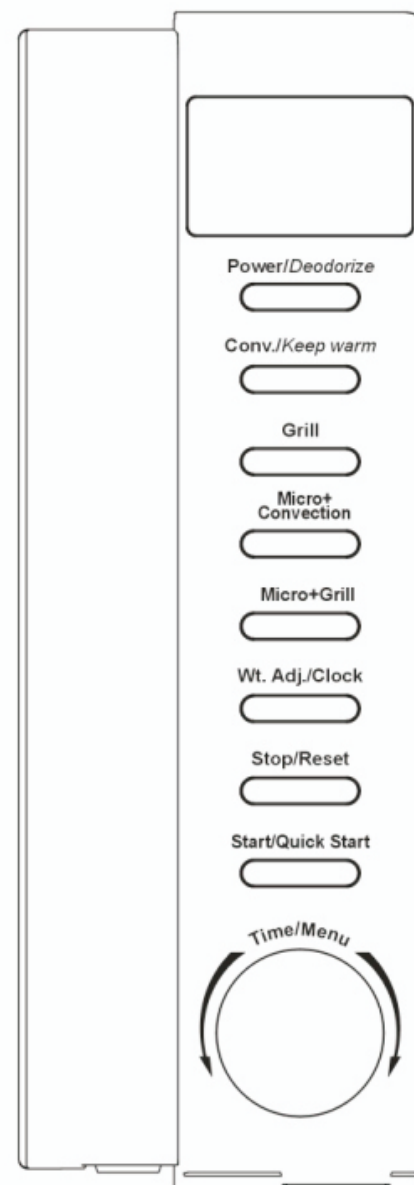 Power/Deodorize
Conv./Keep warm
Grill
Micro+
Convection
Micro+Grill
Wt. Adj./Clock
Stop/Reset
Start/Quick Start
Time/Menu